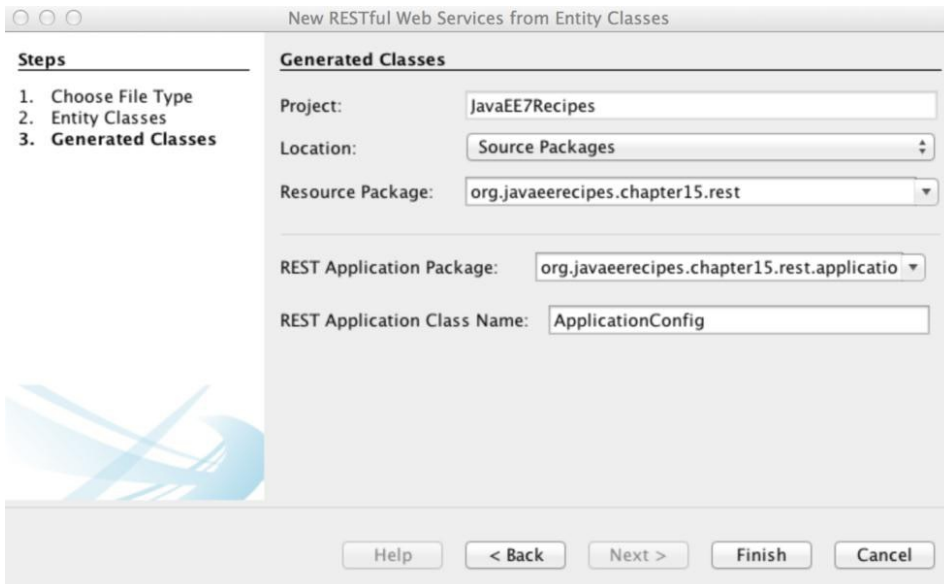 New RESTful Web Services from Entity Classes
Steps
1. Choose File Type
2. Entity Classes
3. Generated Classes
Generated Classes
Project: JavaEE7Recipes
Location: Source Packages
Resource Package: org.javaeerecipes.chapter15.rest
REST Application Package: org.javaeerecipes.chapter15.rest.applicatio
REST Application Class Name: ApplicationConfig
Help < Back Next > Finish Cancel